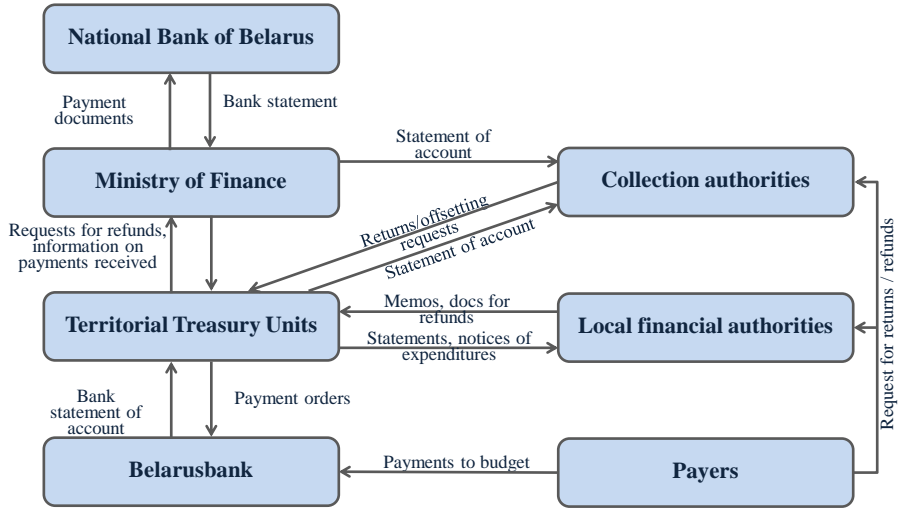 National Bank of Belarus
Payment
documents
Bank statement
Statement of
account
Ministry of Finance
Collection authorities
Requests for refunds,
information on
payments received
Returns/offsetting
requests
Statement of account
Request for returns / refunds
Territorial Treasury Units
Memos, docs for
refunds
Statements, notices of
expenditures
Local financial authorities
Bank
statement of
account
Payment orders
Belarusbank
Payments to budget
Payers